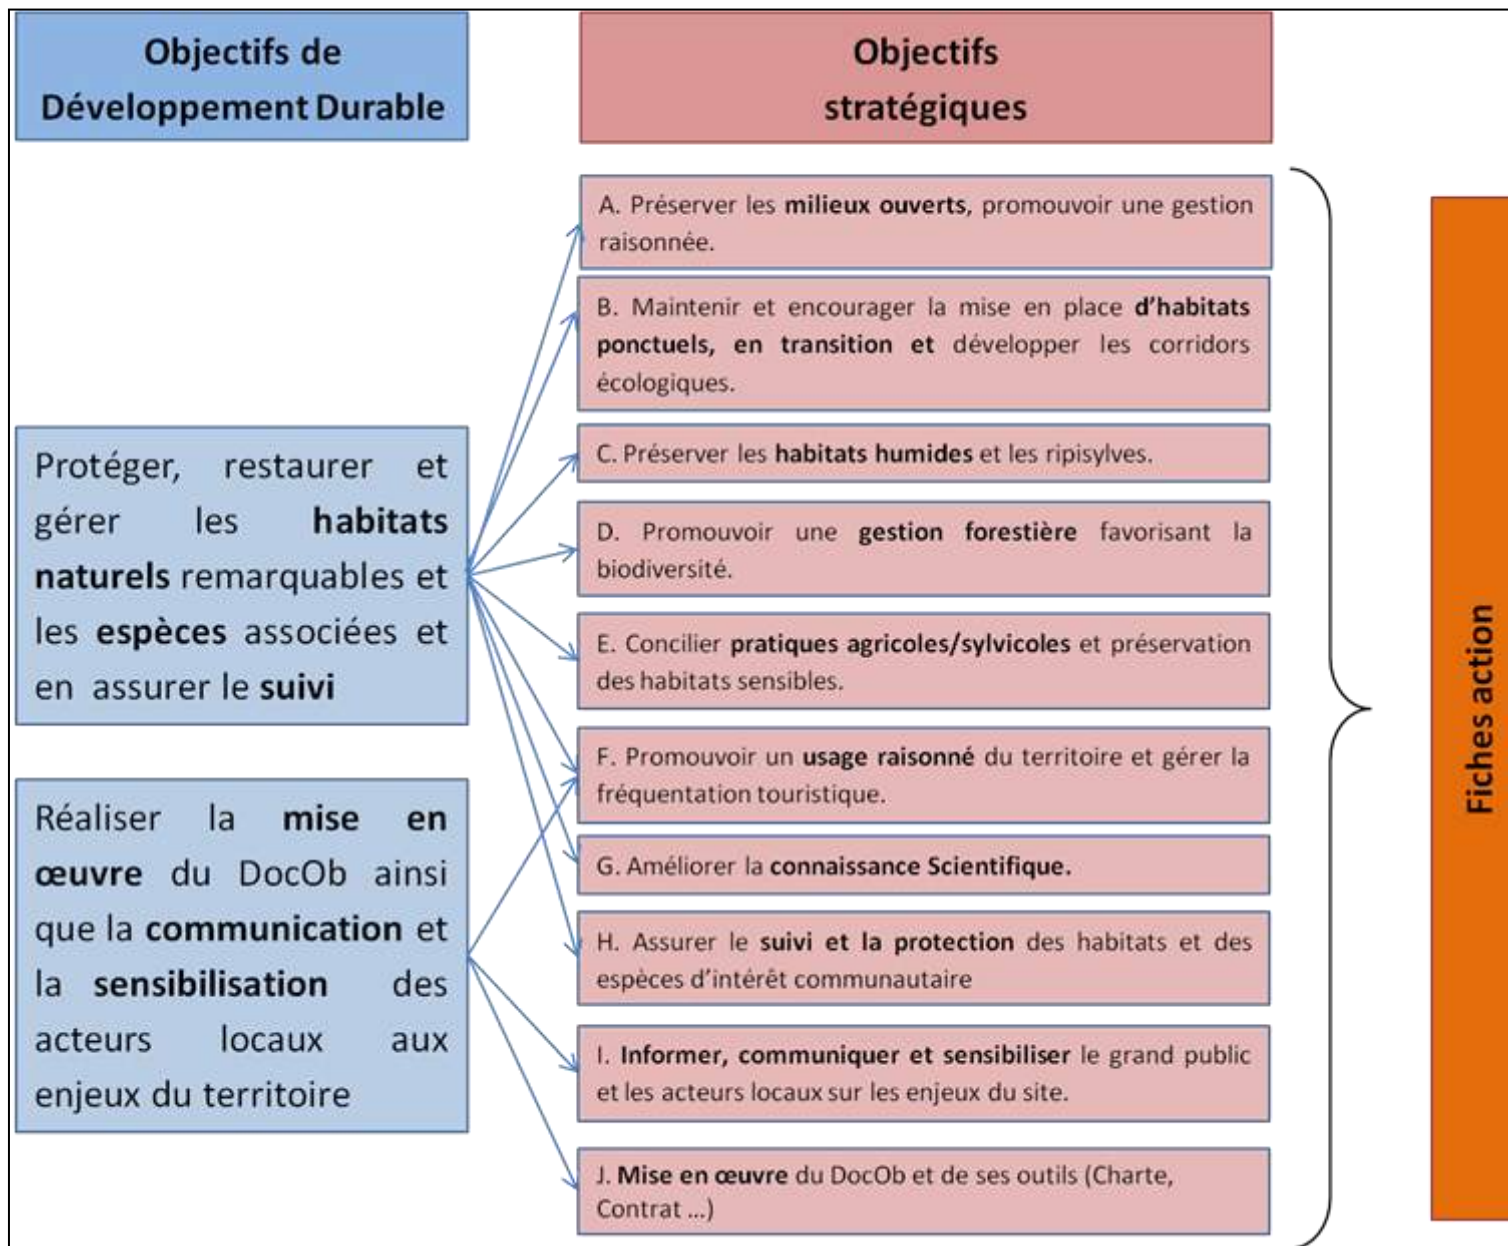 Objectifs de
Développement Durable
Objectifs
stratégiques
Protéger, restaurer et
gérer les habitats
naturels remarquables et
les espèces associées et
en assurer le suivi
Réaliser la mise en
œuvre du DocOb ainsi
que la communication et
la sensibilisation des
acteurs locaux aux
enjeux du territoire
A. Préserver les milieux ouverts, promouvoir une gestion
raisonnée.
B. Maintenir et encourager la mise en place d’habitats
ponctuels, en transition et développer les corridors
écologiques.
C. Préserver les habitats humides et les ripisylves.
D. Promouvoir une gestion forestière favorisant la
biodiversité.
E. Concilier pratiques agricoles/sylvicoles et préservation
des habitats sensibles.
F. Promouvoir un usage raisonné du territoire et gérer la
fréquentation touristique.
G. Améliorer la connaissance Scientifique.
H. Assurer le suivi et la protection des habitats et des
espèces d’intérêt communautaire
I. Informer, communiquer et sensibiliser le grand public
et les acteurs locaux sur les enjeux du site.
J. Mise en œuvre du DocOb et de ses outils (Charte,
Contrat ...)
Fiches action